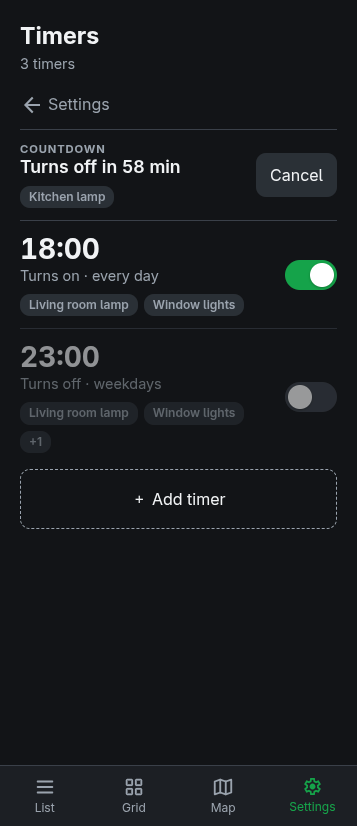 Timers
3 timers
Settings
COUNTDOWN
Turns off in 58 min
Kitchen lamp
Cancel
18:00
Turns on · every day
Living room lamp Window lights
23:00
Turns off · weekdays
Living room lamp Window lights
+1
+ Add timer
List Grid Map Settings